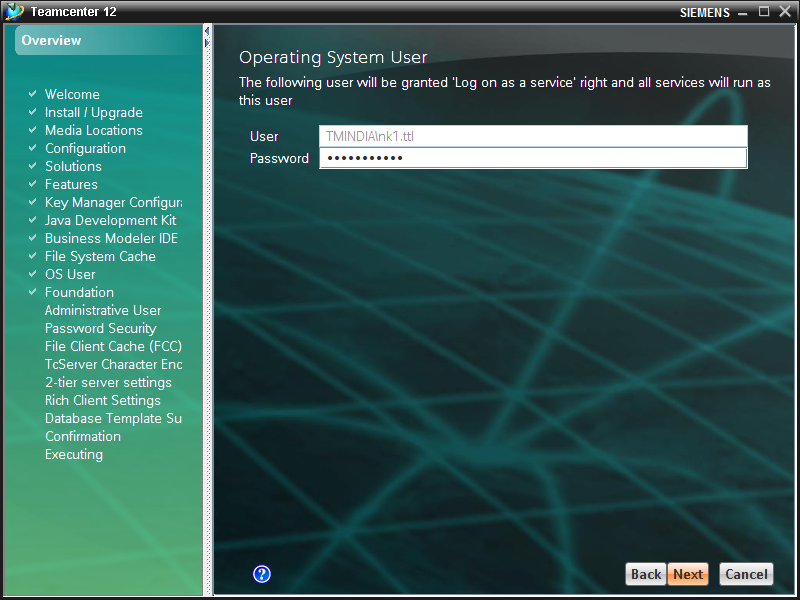 Teamcenter 12
SIEMENS
Overview
Welcome
Install / Upgrade
Media Locations
Configuration
Solutions
Features
Key Manager Configura
Java Development Kit
Business Modeler IDE
File System Cache
OS User
Foundation
Administrative User
Password Security
File Client Cache (FCC)
TcServer Character Enc
2-tier server settings
Rich Client Settings
Database Template Su
Confirmation
Executing
Operating System User
The following user will be granted 'Log on as a service' right and all services will run as
this user
User TMINDIA\nk1.ttl
Password •••••••••••
?
Back Next Cancel